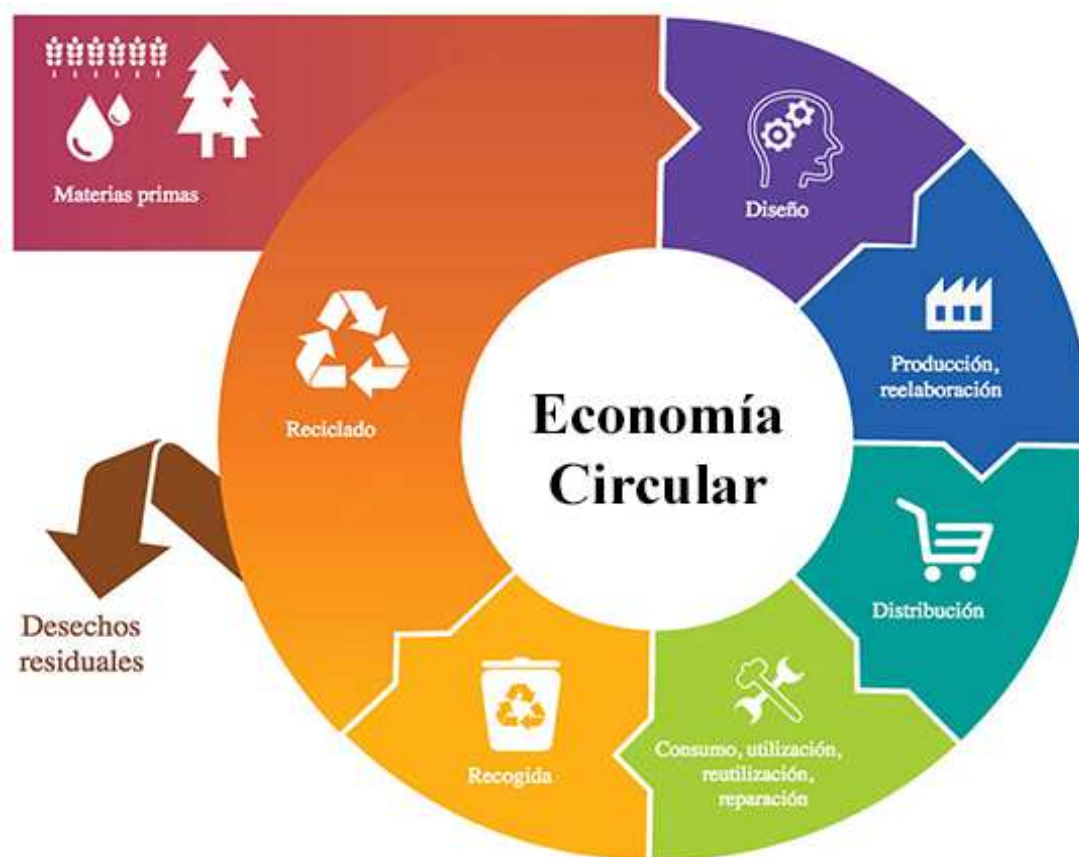 Materias primas
Diseño
Producción,
reelaboración
Reciclado
Economía
Circular
Distribución
Desechos
residuales
Consumo, utilización,
reutilización,
reparación
Recogida